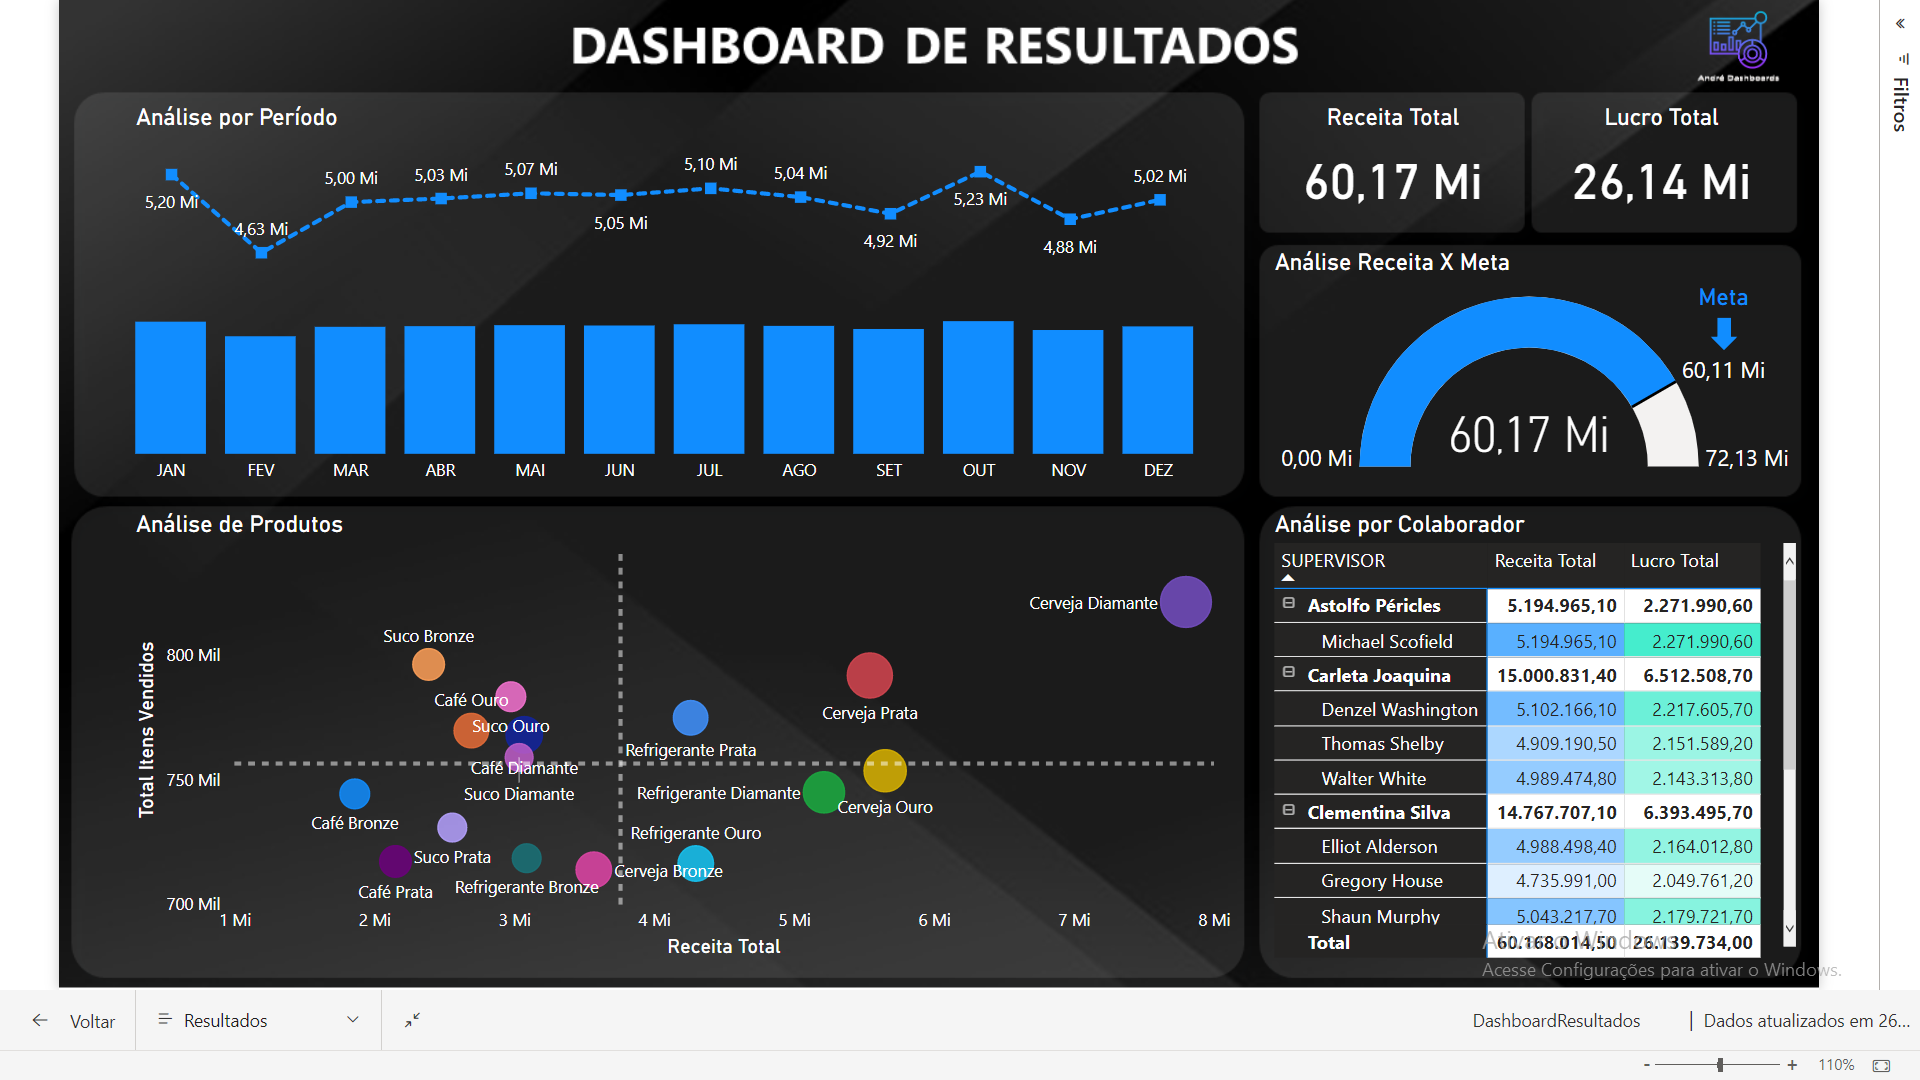 DASHBOARD DE RESULTADOS
André Dashboards
Filtros
Análise por Período
5,20 Mi
4,63 Mi
5,00 Mi
5,03 Mi
5,07 Mi
5,05 Mi
5,10 Mi
5,04 Mi
4,92 Mi
5,23 Mi
4,88 Mi
5,02 Mi
JAN FEV MAR ABR MAI JUN JUL AGO SET OUT NOV DEZ
Receita Total
60,17 Mi
Lucro Total
26,14 Mi
Análise Receita X Meta
Meta
60,11 Mi
60,17 Mi
0,00 Mi
72,13 Mi
Análise de Produtos
Total Itens Vendidos
800 Mil
750 Mil
700 Mil
Cerveja Diamante
Suco Bronze
Café Ouro
Suco Ouro
Cerveja Prata
Refrigerante Prata
Café Diamante
Suco Diamante
Refrigerante Diamante
Cerveja Ouro
Café Bronze
Refrigerante Ouro
Suco Prata
Cerveja Bronze
Café Prata
Refrigerante Bronze
1 Mi 2 Mi 3 Mi 4 Mi 5 Mi 6 Mi 7 Mi 8 Mi
Receita Total
Análise por Colaborador
SUPERVISOR Receita Total Lucro Total
Astolfo Péricles 5.194.965,10 2.271.990,60
Michael Scofield 5.194.965,10 2.271.990,60
Carleta Joaquina 15.000.831,40 6.512.508,70
Denzel Washington 5.102.166,10 2.217.605,70
Thomas Shelby 4.909.190,50 2.151.589,20
Walter White 4.989.474,80 2.143.313,80
Clementina Silva 14.767.707,10 6.393.495,70
Elliot Alderson 4.988.498,40 2.164.012,80
Gregory House 4.735.991,00 2.049.761,20
Shaun Murphy 5.043.217,70 2.179.721,70
Total 60.168.014,50 26.139.734,00
Ativar o Windows
Acesse Configurações para ativar o Windows.
Voltar
Resultados
DashboardResultados | Dados atualizados em 26...
- + 110%